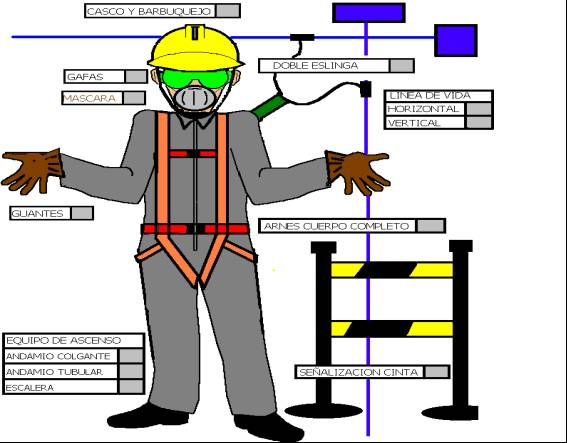 CASCO Y BARBUQUEJO
DOBLE ESLINGA
GAFAS
MASCARA
LINEA DE VIDA
HORIZONTAL
VERTICAL
GUANTES
ARNES CUERPO COMPLETO
EQUIPO DE ASCENSO
ANDAMIO COLGANTE
ANDAMIO TUBULAR
ESCALERA
SEÑALIZACION CINTA